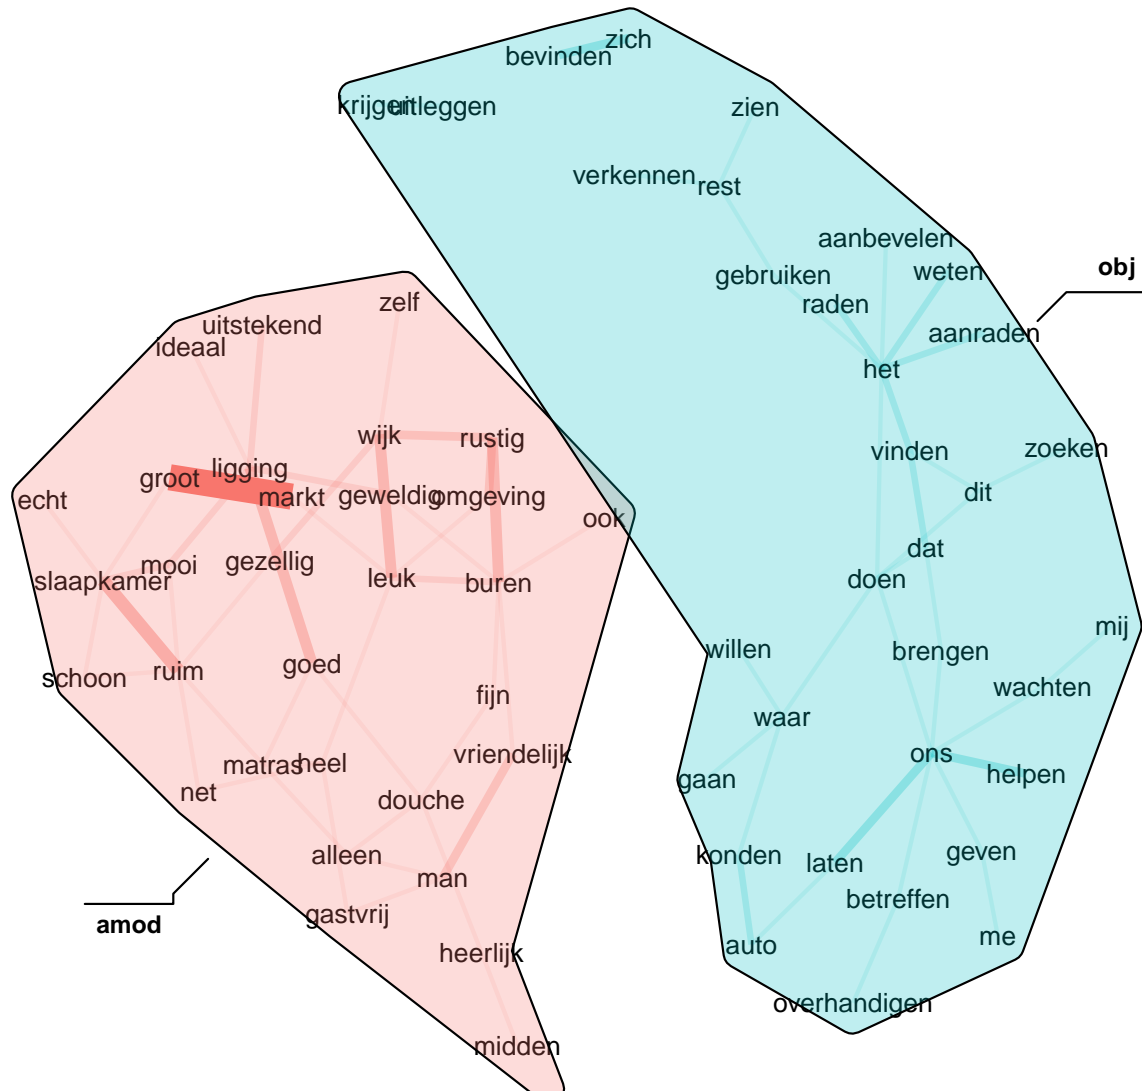 zich
bevinden
krijgen
uitleggen
zien
verkennen
rest
aanbevelen
weten
obj
gebruiken
raden
aanraden
zelf
uitstekend
ideaal
het
wijk
rustig
vinden
zoeken
groot
ligging
markt
geweldig
omgeving
dit
echt
ook
dat
mooi
gezellig
slaapkamer
leuk
buren
doen
mij
willen
brengen
schoon
ruim
goed
wachten
fijn
waar
vriendelijk
ons
matras
heel
gaan
helpen
net
douche
alleen
konden
laten
geven
man
amod
gastvrij
betreffen
heerlijk
auto
me
overhandigen
midden